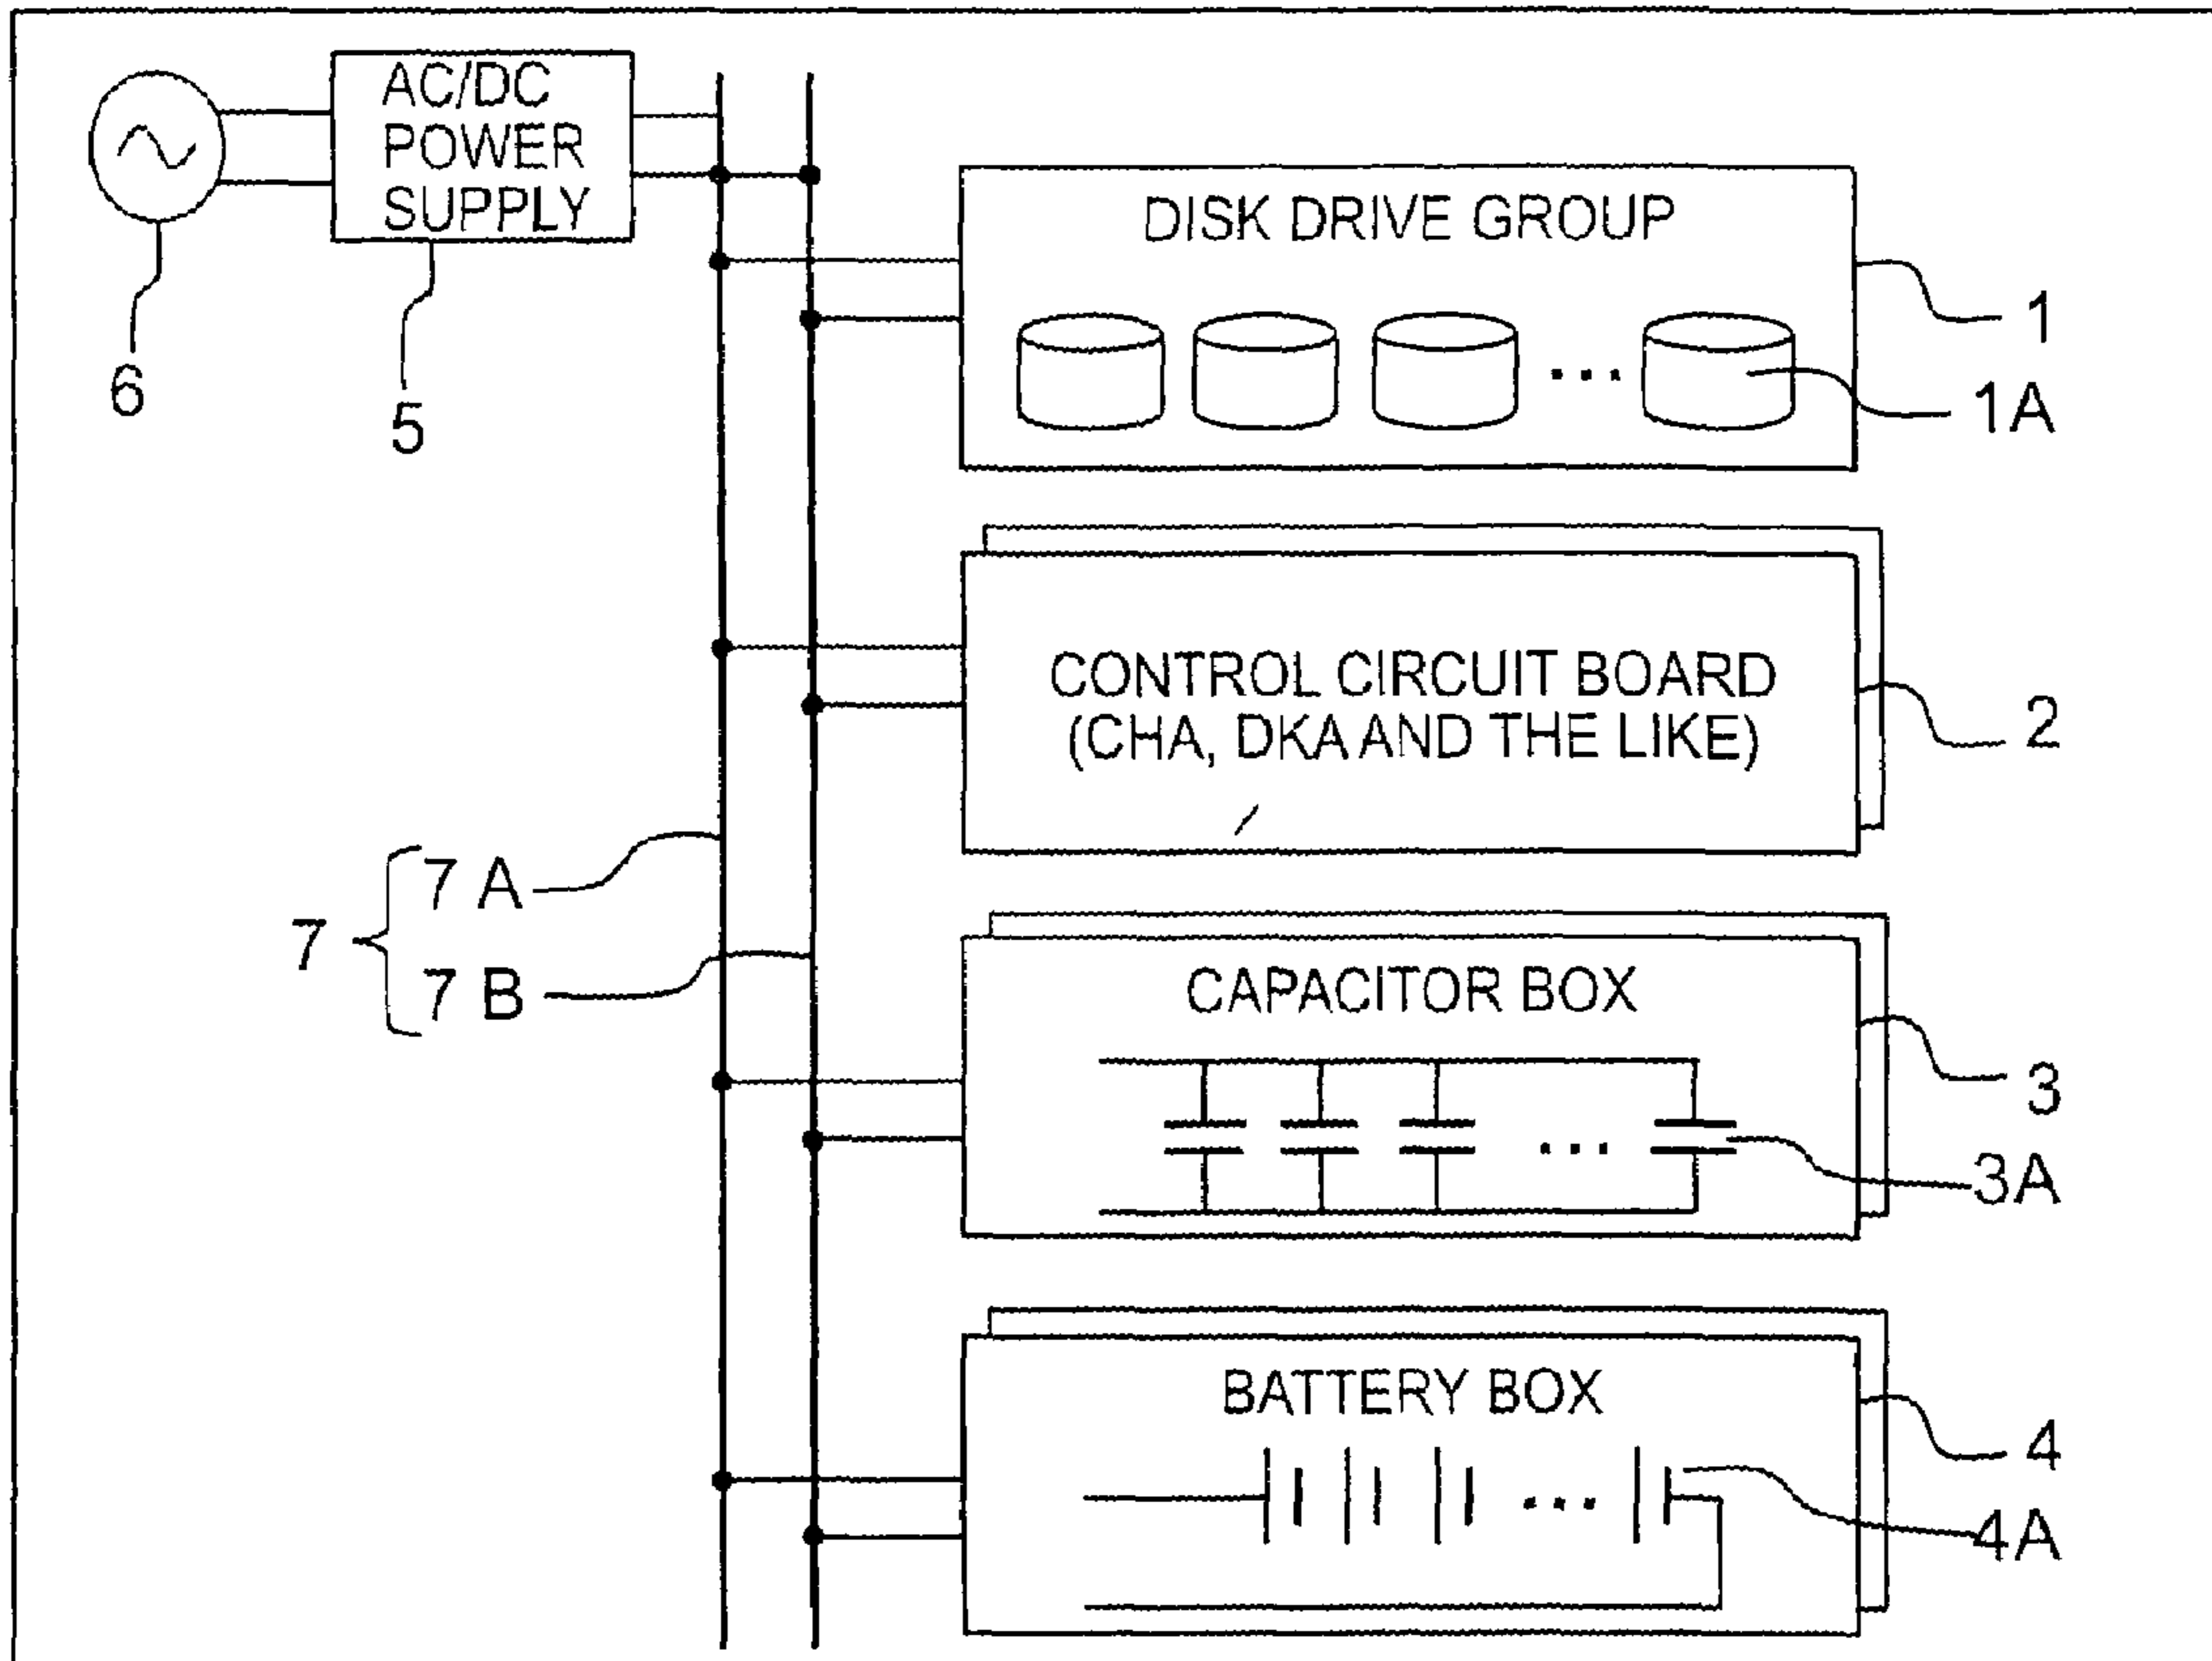 AC/DC
POWER
SUPPLY
6
5
DISK DRIVE GROUP
1
1A
CONTROL CIRCUIT BOARD
(CHA, DKA AND THE LIKE)
2
7
7 A
7 B
CAPACITOR BOX
3
3A
BATTERY BOX
4
4A